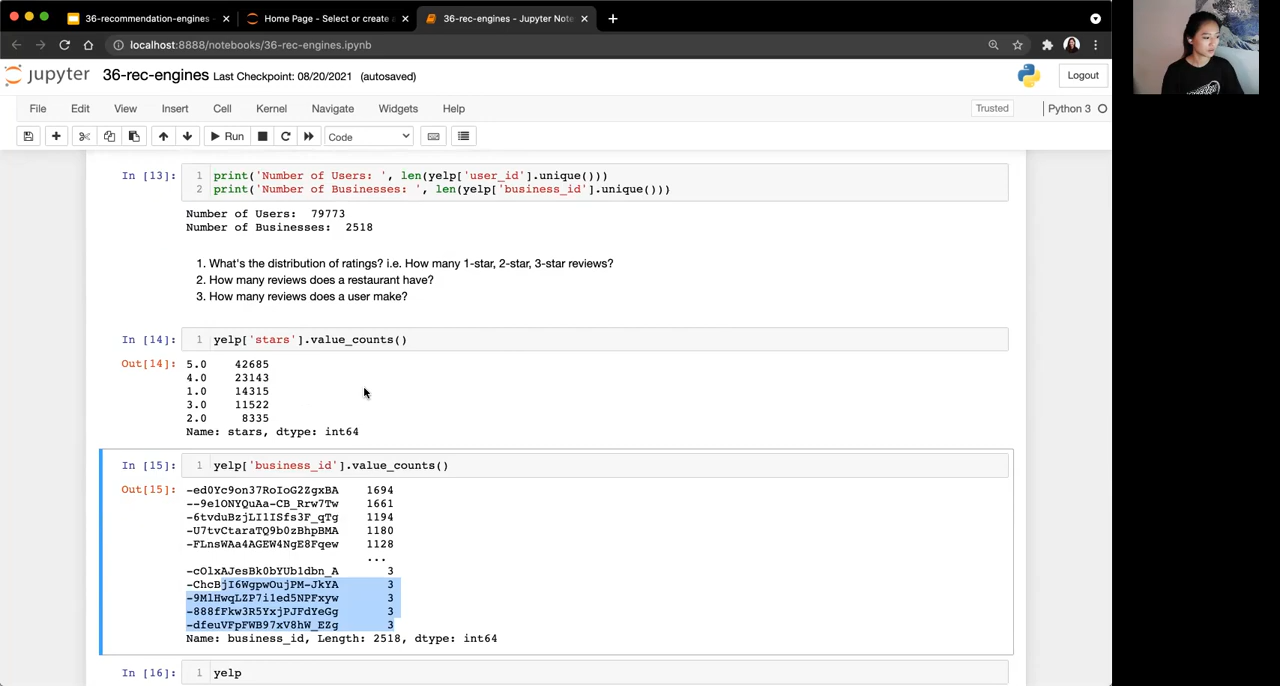 36-recommendation-engines
Home Page - Select or create
36-rec-engines - Jupyter Not
localhost:8888/notebooks/36-rec-engines.ipynb
jupyter 36-rec-engines Last Checkpoint: 08/20/2021 (autosaved)
Logout
File Edit View Insert Cell Kernel Navigate Widgets Help
Trusted
Python 3
Run
Code
In [13]:
1 print('Number of Users: ', len(yelp['user_id'].unique()))
2 print('Number of Businesses: ', len(yelp['business_id'].unique()))
Number of Users: 79773
Number of Businesses: 2518
1. What's the distribution of ratings? i.e. How many 1-star, 2-star, 3-star reviews?
2. How many reviews does a restaurant have?
3. How many reviews does a user make?
In [14]: 1 yelp['stars'].value_counts()
Out[14]: 5.0 42685
4.0 23143
1.0 14315
3.0 11522
2.0 8335
Name: stars, dtype: int64
In [15]: 1 yelp['business_id'].value_counts()
Out[15]: -ed0Yc9on37RoIoG2ZgxBA 1694
--9e1ONYQuAa-CB_Rrw7Tw 1661
-6tvduBzjLI1ISfs3F_qTg 1194
-U7tvCtaraTQ9b0zBhpBMA 1180
-FLnsWAa4AGEW4NgE8Fqew 1128
...
-cOlxAJesBk0bYUb1dbn_A 3
-ChcBjI6WgpwOujPM-JkYA 3
-9MlHwqLZP7i1ed5NPFxyw 3
-888fFkw3R5YxjPJFdYeGg 3
-dfeuVFpFWB97xV8hW_EZg 3
Name: business_id, Length: 2518, dtype: int64
In [16]: 1 yelp